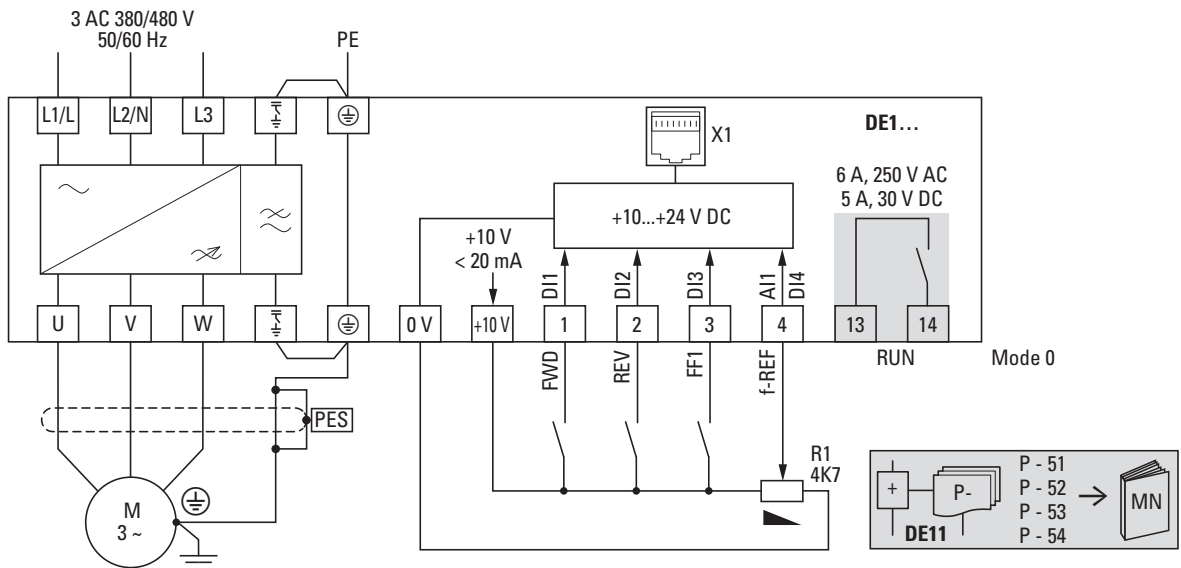 3 AC 380/480 V
50/60 Hz
PE
L1/L
L2/N
L3
X1
DE1…
6 A, 250 V AC
5 A, 30 V DC
+10...+24 V DC
+10 V
< 20 mA
DI1
DI2
DI3
AI1
DI4
U
V
W
0 V
+10 V
1
2
3
4
13
14
FWD
REV
FF1
f-REF
RUN
Mode 0
PES
R1
4K7
M
3 ~
+
P-
DE11
P - 51
P - 52
P - 53
P - 54
MN